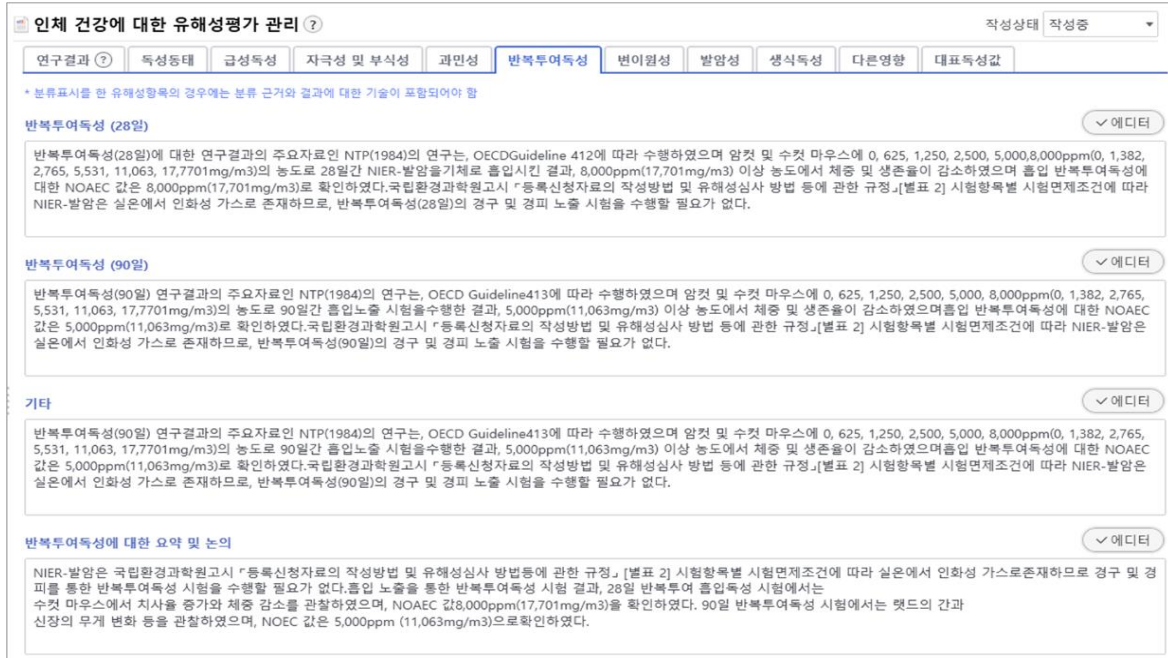 인체 건강에 대한 유해성평가 관리 ?
작성상태 작성중
연구결과 ? 독성동태 급성독성 자극성 및 부식성 과민성 반복투여독성 변이원성 발암성 생식독성 다른영향 대표독성값
* 분류표시를 한 유해성항목의 경우에는 분류 근거와 결과에 대한 기술이 포함되어야 함
반복투여독성 (28일)
에디터
반복투여독성(28일)에 대한 연구결과의 주요자료인 NTP(1984)의 연구는, OECDGuideline 412에 따라 수행하였으며 암컷 및 수컷 마우스에 0, 625, 1,250, 2,500, 5,000,8,000ppm(0, 1,382,
2,765, 5,531, 11,063, 17,7701mg/m3)의 농도로 28일간 NIER-발암을기체로 흡입시킨 결과, 8,000ppm(17,701mg/m3) 이상 농도에서 체중 및 생존율이 감소하였으며 흡입 반복투여독성에
대한 NOAEC 값은 8,000ppm(17,701mg/m3)로 확인하였다.국립환경과학원고시 「등록신청자료의 작성방법 및 유해성심사 방법 등에 관한 규정」[별표 2] 시험항목별 시험면제조건에 따라
NIER-발암은 실온에서 인화성 가스로 존재하므로, 반복투여독성(28일)의 경구 및 경피 노출 시험을 수행할 필요가 없다.
반복투여독성 (90일)
에디터
반복투여독성(90일) 연구결과의 주요자료인 NTP(1984)의 연구는, OECD Guideline413에 따라 수행하였으며 암컷 및 수컷 마우스에 0, 625, 1,250, 2,500, 5,000, 8,000ppm(0, 1,382, 2,765,
5,531, 11,063, 17,7701mg/m3)의 농도로 90일간 흡입노출 시험을수행한 결과, 5,000ppm(11,063mg/m3) 이상 농도에서 체중 및 생존율이 감소하였으며흡입 반복투여독성에 대한 NOAEC
값은 5,000ppm(11,063mg/m3)로 확인하였다.국립환경과학원고시 「등록신청자료의 작성방법 및 유해성심사 방법 등에 관한 규정」[별표 2] 시험항목별 시험면제조건에 따라 NIER-발암은
실온에서 인화성 가스로 존재하므로, 반복투여독성(90일)의 경구 및 경피 노출 시험을 수행할 필요가 없다.
기타
에디터
반복투여독성(90일) 연구결과의 주요자료인 NTP(1984)의 연구는, OECD Guideline413에 따라 수행하였으며 암컷 및 수컷 마우스에 0, 625, 1,250, 2,500, 5,000, 8,000ppm(0, 1,382, 2,765,
5,531, 11,063, 17,7701mg/m3)의 농도로 90일간 흡입노출 시험을수행한 결과, 5,000ppm(11,063mg/m3) 이상 농도에서 체중 및 생존율이 감소하였으며흡입 반복투여독성에 대한 NOAEC
값은 5,000ppm(11,063mg/m3)로 확인하였다.국립환경과학원고시 「등록신청자료의 작성방법 및 유해성심사 방법 등에 관한 규정」[별표 2] 시험항목별 시험면제조건에 따라 NIER-발암은
실온에서 인화성 가스로 존재하므로, 반복투여독성(90일)의 경구 및 경피 노출 시험을 수행할 필요가 없다.
반복투여독성에 대한 요약 및 논의
에디터
NIER-발암은 국립환경과학원고시 「등록신청자료의 작성방법 및 유해성심사 방법등에 관한 규정」 [별표 2] 시험항목별 시험면제조건에 따라 실온에서 인화성 가스로존재하므로 경구 및 경
피를 통한 반복투여독성 시험을 수행할 필요가 없다.흡입 노출을 통한 반복투여독성 시험 결과, 28일 반복투여 흡입독성 시험에서는
수컷 마우스에서 치사율 증가와 체중 감소를 관찰하였으며, NOAEC 값8,000ppm(17,701mg/m3)을 확인하였다. 90일 반복투여독성 시험에서는 랫드의 간과
신장의 무게 변화 등을 관찰하였으며, NOEC 값은 5,000ppm (11,063mg/m3)으로확인하였다.